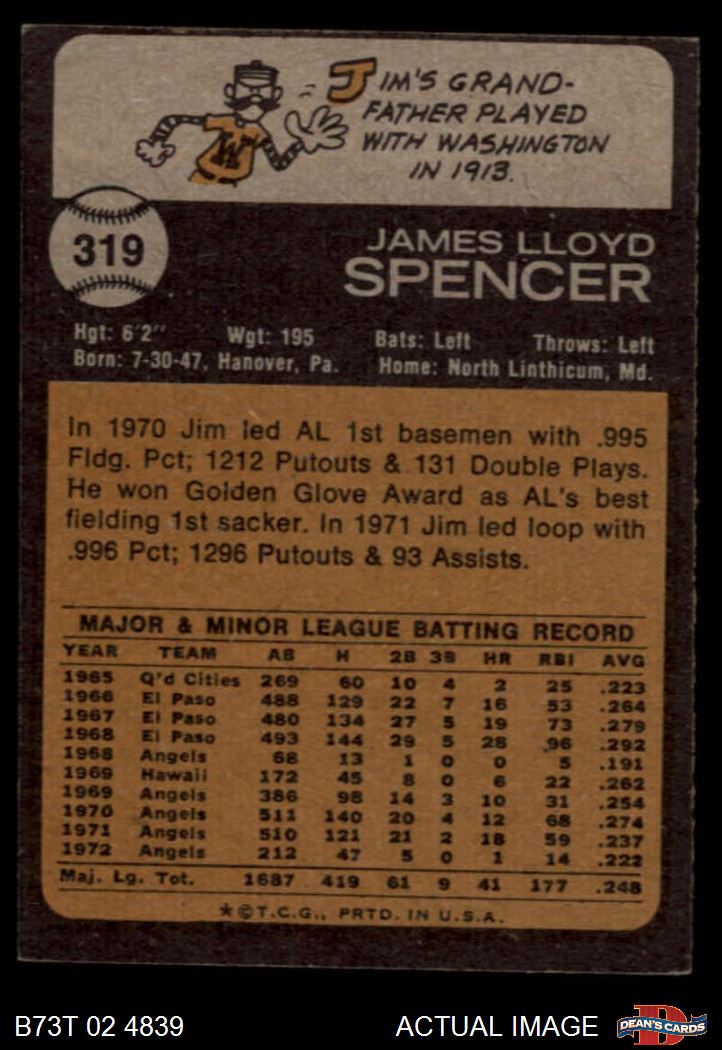 JIM'S GRAND-
FATHER PLAYED
WITH WASHINGTON
IN 1913.
W
319
JAMES LLOYD
SPENCER
Hgt: 6'2" Wgt: 195 Bats: Left Throws: Left
Born: 7-30-47, Hanover, Pa. Home: North Linthicum, Md.
In 1970 Jim led AL 1st basemen with .995
Fldg. Pct; 1212 Putouts & 131 Double Plays.
He won Golden Glove Award as AL's best
fielding 1st sacker. In 1971 Jim led loop with
.996 Pct; 1296 Putouts & 93 Assists.
MAJOR & MINOR LEAGUE BATTING RECORD
YEAR TEAM AB H 2B 3B HR RBI AVG
1965 Q'd Cities 269 60 10 4 2 25 .223
1966 El Paso 488 129 22 7 16 53 .264
1967 El Paso 480 134 27 5 19 73 .279
1968 El Paso 493 144 29 5 28 96 .292
1968 Angels 68 13 1 0 0 5 .191
1969 Hawaii 172 45 8 0 6 22 .262
1969 Angels 386 98 14 3 10 31 .254
1970 Angels 511 140 20 4 12 68 .274
1971 Angels 510 121 21 2 18 59 .237
1972 Angels 212 47 5 0 1 14 .222
Maj. Lg. Tot. 1687 419 61 9 41 177 .248
*©T.C.G., PRTD. IN U.S.A.
B73T 02 4839 ACTUAL IMAGE D
DEAN'S CARDS